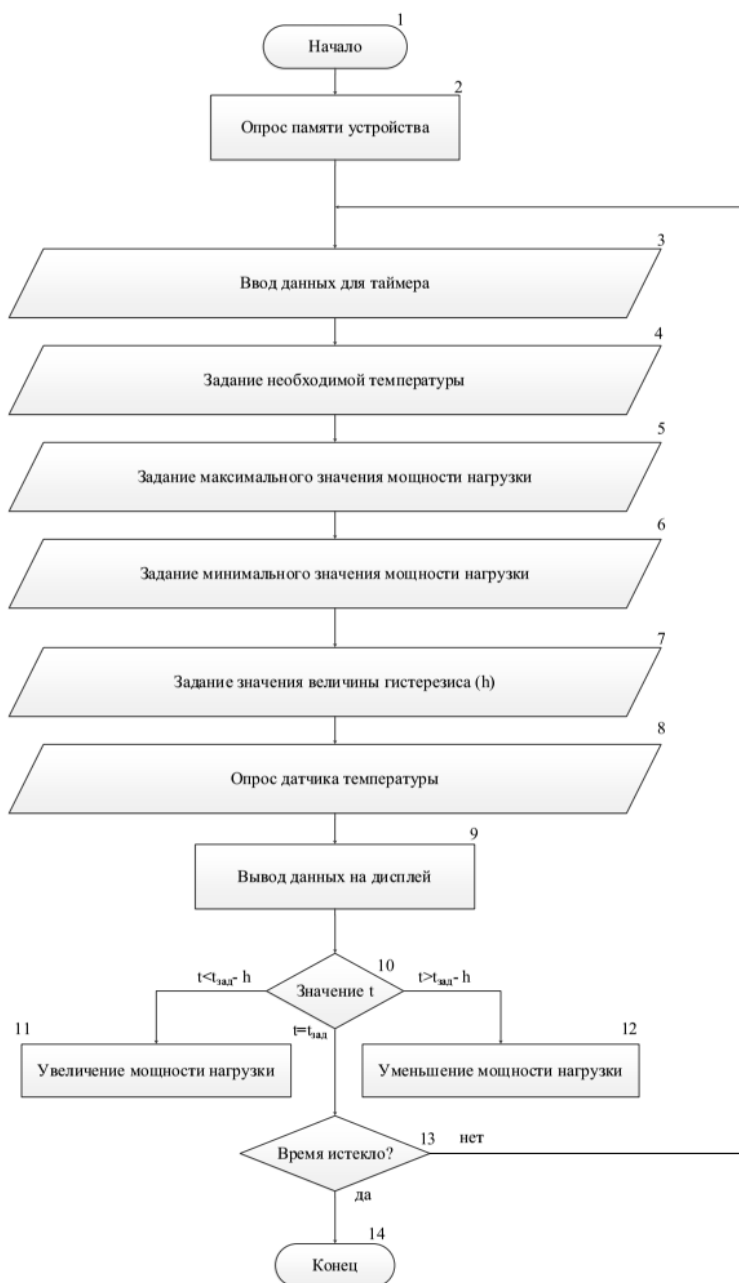 1
Начало
2
Опрос памяти устройства
3
Ввод данных для таймера
4
Задание необходимой температуры
5
Задание максимального значения мощности нагрузки
6
Задание минимального значения мощности нагрузки
7
Задание значения величины гистерезиса (h)
8
Опрос датчика температуры
9
Вывод данных на дисплей
10
t<tзад- h
Значение t
t>tзад- h
t=tзад
11
Увеличение мощности нагрузки
12
Уменьшение мощности нагрузки
13
нет
Время истекло?
да
14
Конец